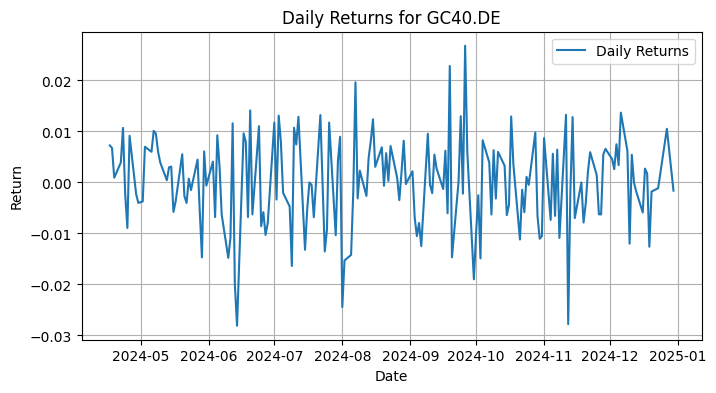 Daily Returns for GC40.DE
Daily Returns
Return
0.02
0.01
0.00
−0.01
−0.02
−0.03
2024-05 2024-06 2024-07 2024-08 2024-09 2024-10 2024-11 2024-12 2025-01
Date